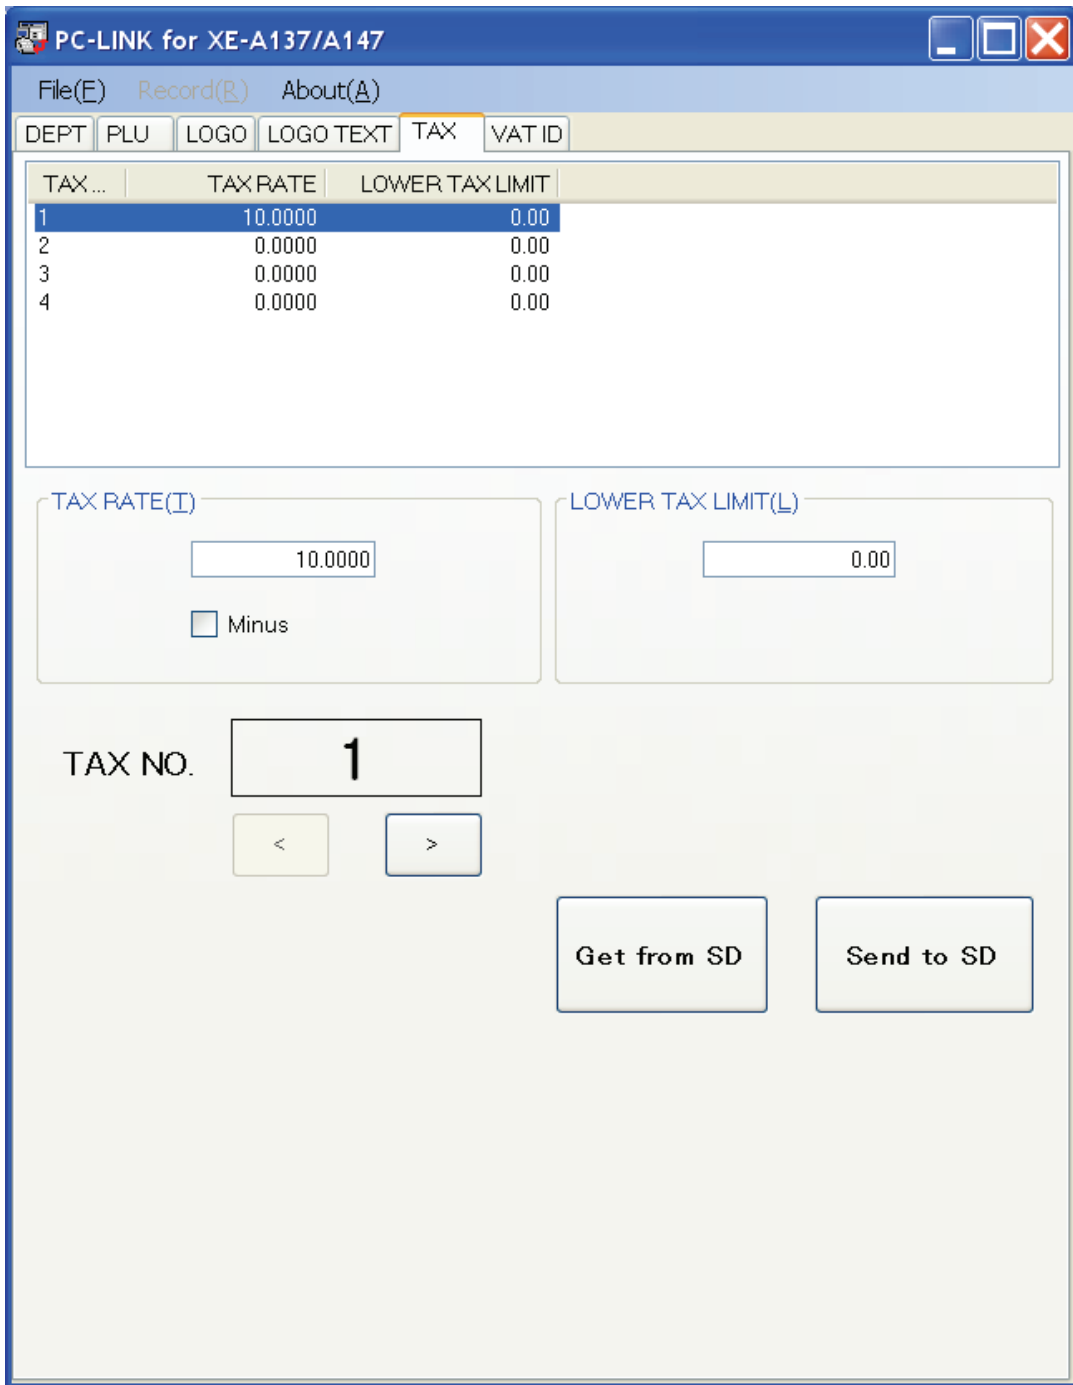 PC-LINK for XE-A137/A147
File(F) Record(R) About(A)
DEPT PLU LOGO LOGO TEXT TAX VAT ID
TAX ... TAX RATE LOWER TAX LIMIT
1 10.0000 0.00
2 0.0000 0.00
3 0.0000 0.00
4 0.0000 0.00
TAX RATE(T) LOWER TAX LIMIT(L)
10.0000 0.00
Minus
TAX NO. 1
< >
Get from SD Send to SD